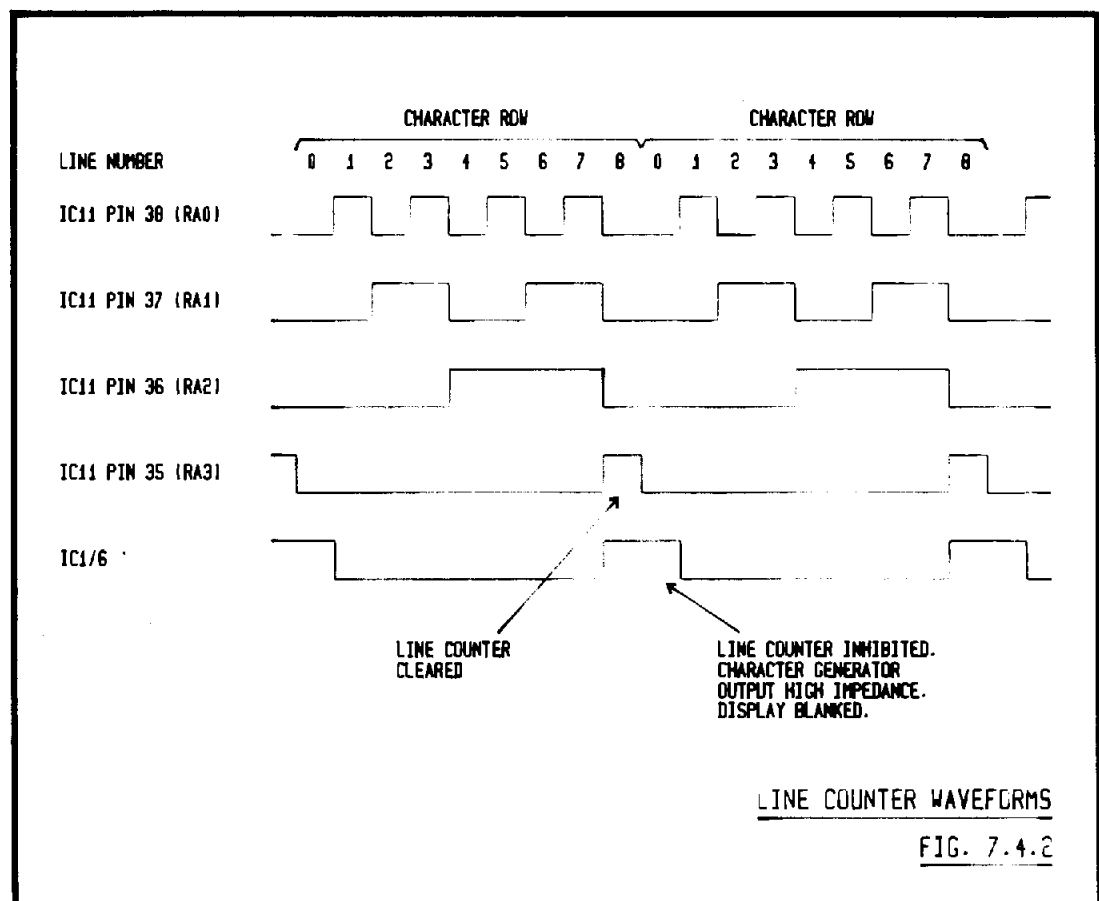 CHARACTER ROW CHARACTER ROW
LINE NUMBER 0 1 2 3 4 5 6 7 8 0 1 2 3 4 5 6 7 8
IC11 PIN 38 (RA0)
IC11 PIN 37 (RA1)
IC11 PIN 36 (RA2)
IC11 PIN 35 (RA3)
IC1/6
LINE COUNTER
CLEARED
LINE COUNTER INHIBITED.
CHARACTER GENERATOR
OUTPUT HIGH IMPEDANCE.
DISPLAY BLANKED.
LINE COUNTER WAVEFORMS
FIG. 7.4.2